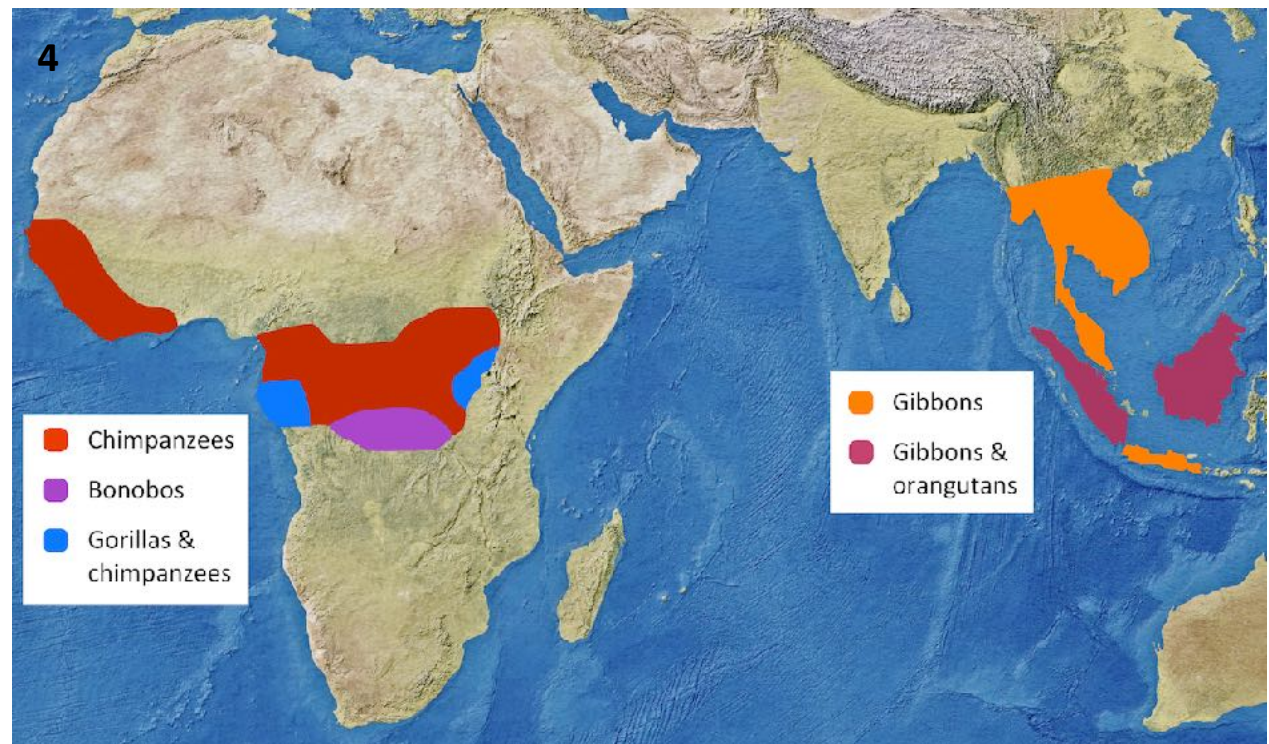 4
Chimpanzees
Bonobos
Gorillas &
chimpanzees
Gibbons
Gibbons &
orangutans